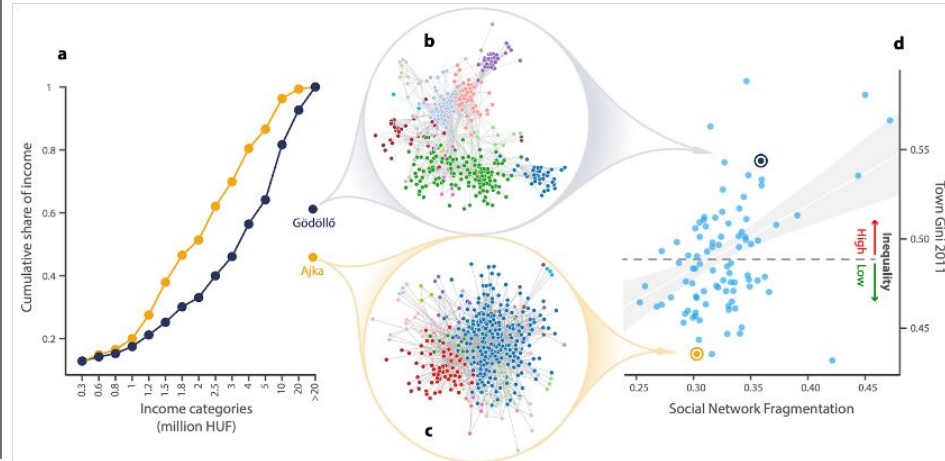 a
b
c
d
Cumulative share of income
1
0.8
0.6
0.4
0.2
0.3
0.6
0.8
1
1.2
1.5
1.8
2
2.5
3
4
5
10
20
>20
Income categories
(million HUF)
Gödöllő
Ajka
0.55
0.50
0.45
Town Gini 2011
High
Low
Inequality
0.25
0.30
0.35
0.40
0.45
Social Network Fragmentation